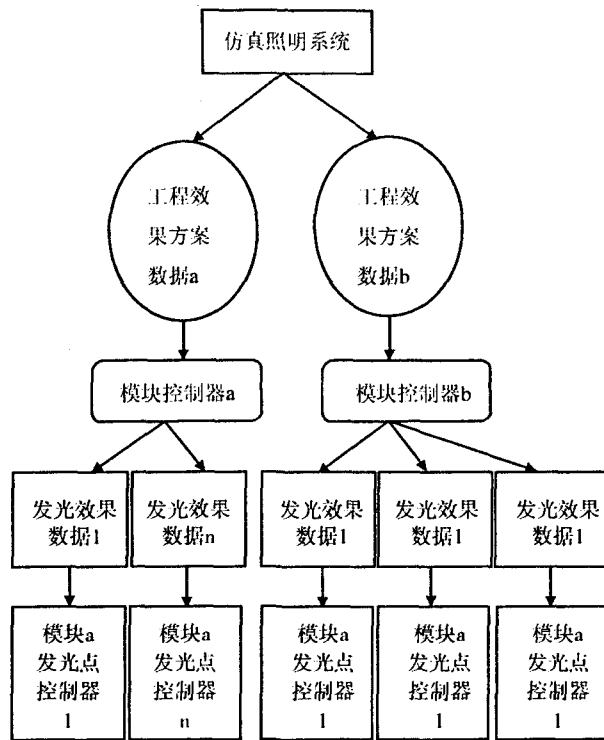 仿真照明系统
工程效
果方案
数据a
工程效
果方案
数据b
模块控制器a
模块控制器b
发光效果
数据1
发光效果
数据n
发光效果
数据1
发光效果
数据1
发光效果
数据1
模块a
发光点
控制器
1
模块a
发光点
控制器
n
模块a
发光点
控制器
1
模块a
发光点
控制器
1
模块a
发光点
控制器
1